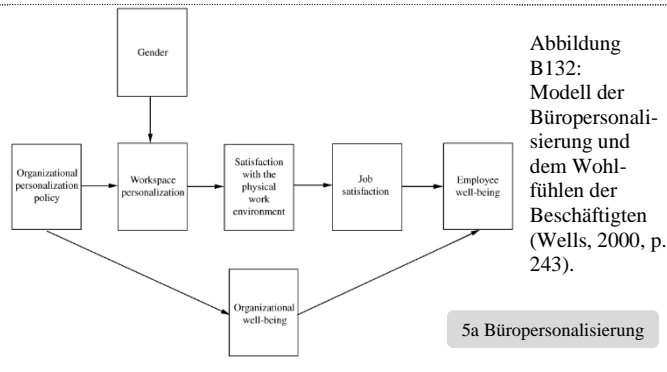 Gender
Organizational
personalization
policy
Workspace
personalization
Satisfaction
with the
physical
work
environment
Job
satisfaction
Employee
well-being
Organizational
well-being
Abbildung
B132:
Modell der
Büropersonali-
sierung und
dem Wohl-
fühlen der
Beschäftigten
(Wells, 2000, p.
243).
5a Büropersonalisierung